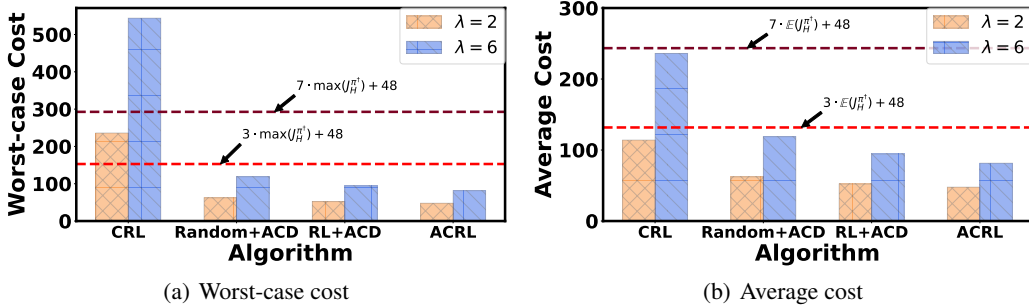 500
400
300
200
100
0
Worst-case Cost
λ = 2
λ = 6
7·max(J_H^{π†})+48
3·max(J_H^{π†})+48
CRL Random+ACD RL+ACD ACRL
Algorithm
(a) Worst-case cost
300
200
100
0
Average Cost
λ = 2
λ = 6
7·𝔼(J_H^{π†})+48
3·𝔼(J_H^{π†})+48
CRL Random+ACD RL+ACD ACRL
Algorithm
(b) Average cost